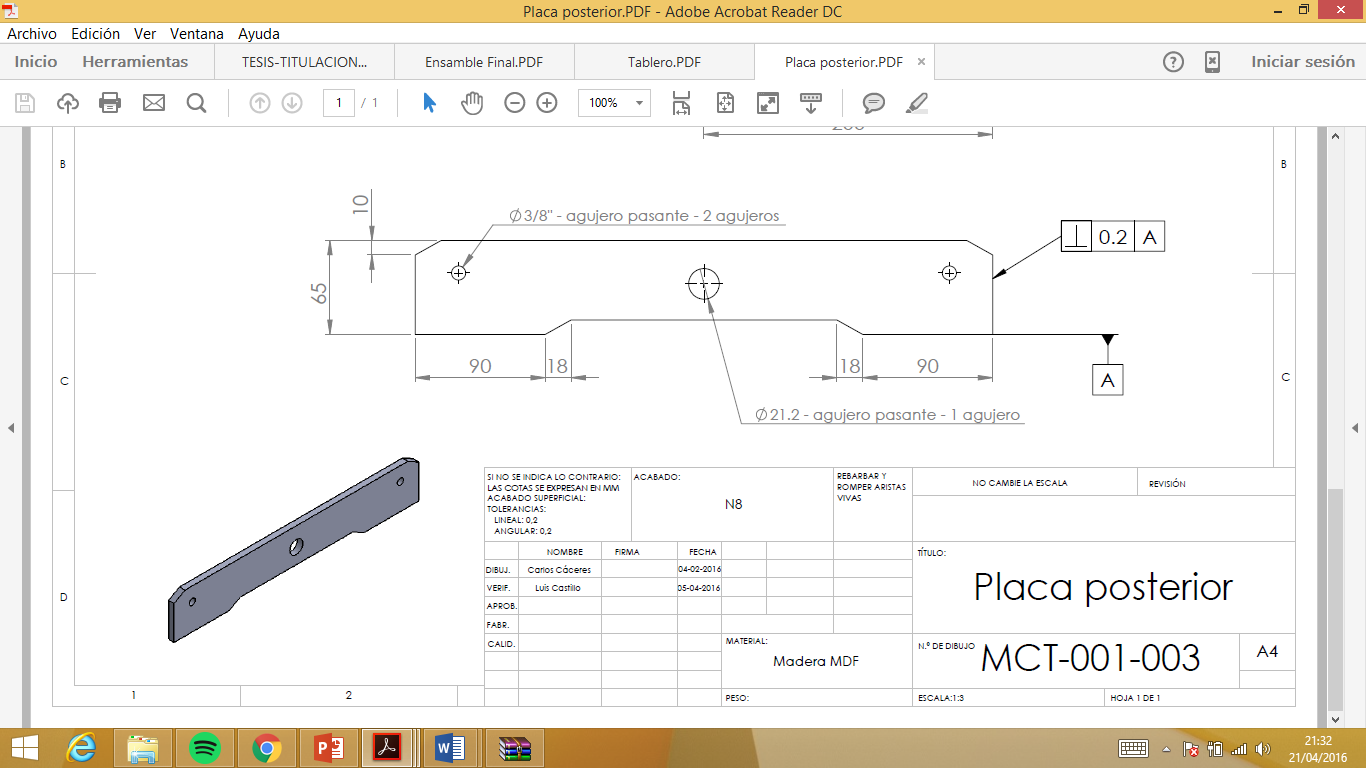 Placa posterior.PDF - Adobe Acrobat Reader DC
Archivo Edición Ver Ventana Ayuda
Inicio Herramientas TESIS-TITULACION... Ensamble Final.PDF Tablero.PDF Placa posterior.PDF × Iniciar sesión
1 / 1 100%
B B
10
Ø3/8" - agujero pasante - 2 agujeros
⊥ 0.2 A
65
90 18 18 90
A
C C
Ø21.2 - agujero pasante - 1 agujero
SI NO SE INDICA LO CONTRARIO:
LAS COTAS SE EXPRESAN EN MM
ACABADO SUPERFICIAL:
TOLERANCIAS:
LINEAL: 0,2
ANGULAR: 0,2
ACABADO:
N8
REBARBAR Y
ROMPER ARISTAS
VIVAS
NO CAMBIE LA ESCALA
REVISIÓN
NOMBRE FIRMA FECHA
DIBUJ. Carlos Cáceres 04-02-2016
VERIF. Luis Castillo 05-04-2016
APROB.
FABR.
CALID.
TÍTULO:
Placa posterior
D D
MATERIAL:
Madera MDF
N.º DE DIBUJO
MCT-001-003
A4
PESO:
ESCALA:1:3
HOJA 1 DE 1
1 2
21:32
21/04/2016